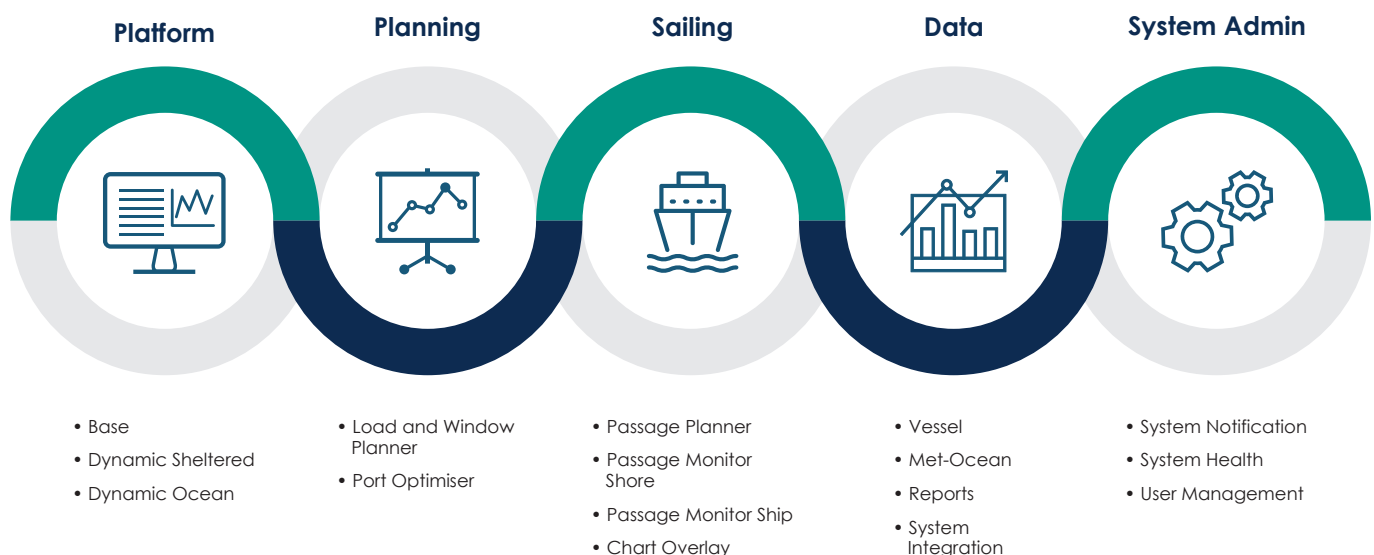 Platform
Planning
Sailing
Data
System Admin
• Base
• Dynamic Sheltered
• Dynamic Ocean
• Load and Window
Planner
• Port Optimiser
• Passage Planner
• Passage Monitor
Shore
• Passage Monitor Ship
• Chart Overlay
• Vessel
• Met-Ocean
• Reports
• System
Integration
• System Notification
• System Health
• User Management